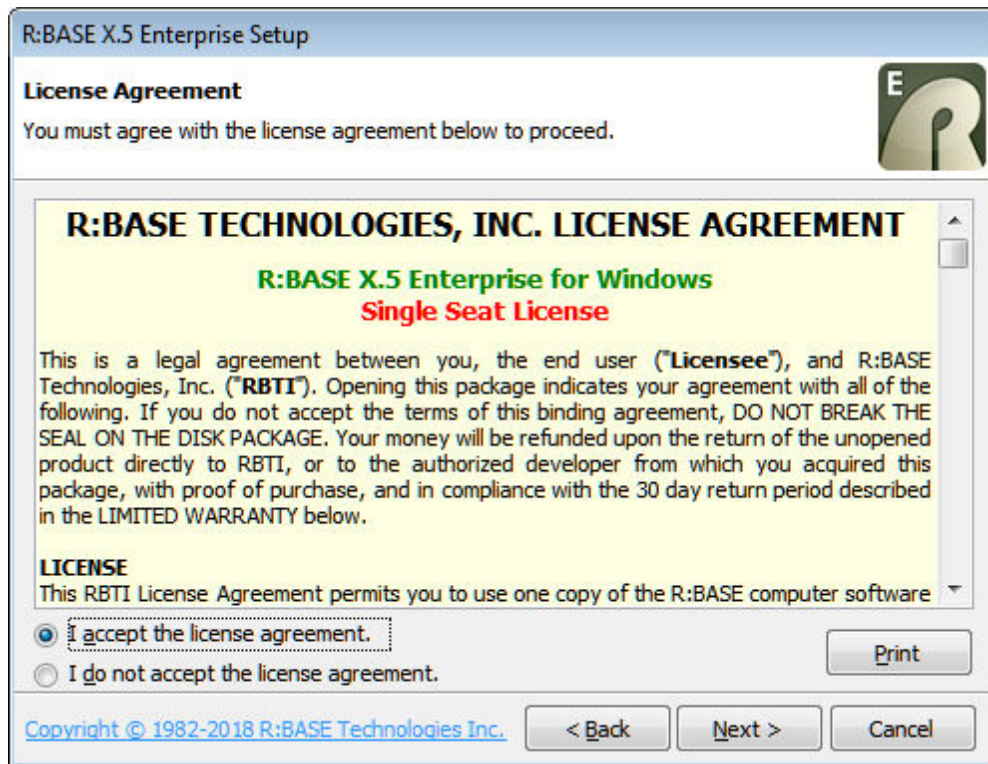 R:BASE X.5 Enterprise Setup
License Agreement
You must agree with the license agreement below to proceed.
E
R:BASE TECHNOLOGIES, INC. LICENSE AGREEMENT
R:BASE X.5 Enterprise for Windows
Single Seat License
This is a legal agreement between you, the end user ("Licensee"), and R:BASE
Technologies, Inc. ("RBTI"). Opening this package indicates your agreement with all of the
following. If you do not accept the terms of this binding agreement, DO NOT BREAK THE
SEAL ON THE DISK PACKAGE. Your money will be refunded upon the return of the unopened
product directly to RBTI, or to the authorized developer from which you acquired this
package, with proof of purchase, and in compliance with the 30 day return period described
in the LIMITED WARRANTY below.
LICENSE
This RBTI License Agreement permits you to use one copy of the R:BASE computer software
I accept the license agreement.
I do not accept the license agreement.
Print
Copyright © 1982-2018 R:BASE Technologies Inc.
< Back
Next >
Cancel